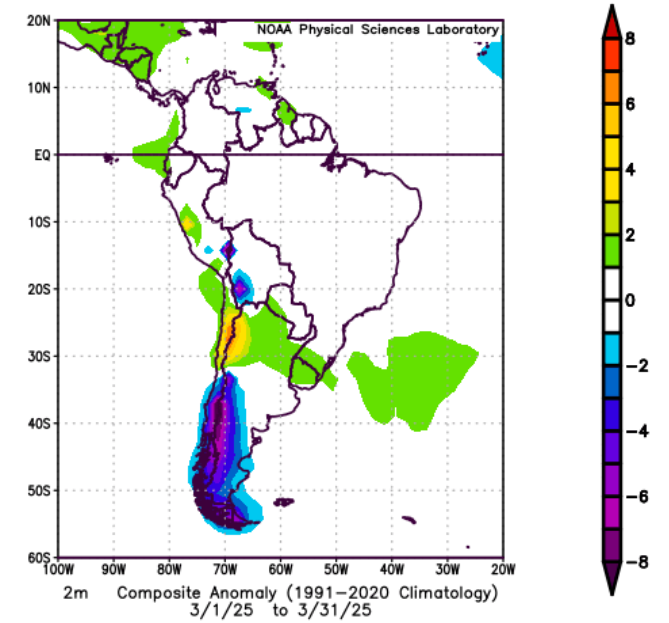 NOAA Physical Sciences Laboratory
20N
10N
EQ
10S
20S
30S
40S
50S
60S
100W 90W 80W 70W 60W 50W 40W 30W 20W
2m Composite Anomaly (1991-2020 Climatology)
3/1/25 to 3/31/25
8
6
4
2
0
-2
-4
-6
-8